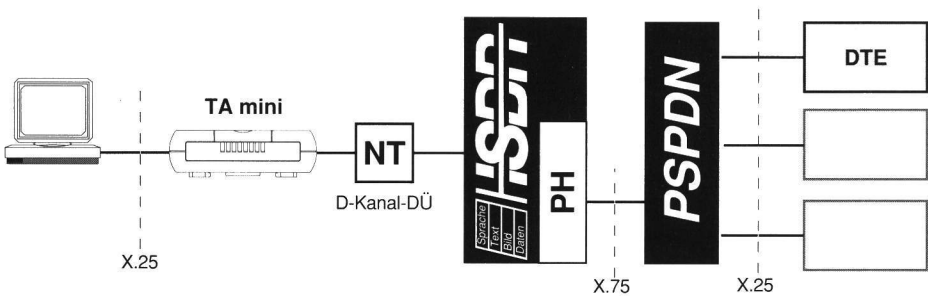 TA mini
NT
D-Kanal-DÜ
ISDN
Sprache
Text
Bild
Daten
PH
PSPDN
DTE
X.25
X.75
X.25